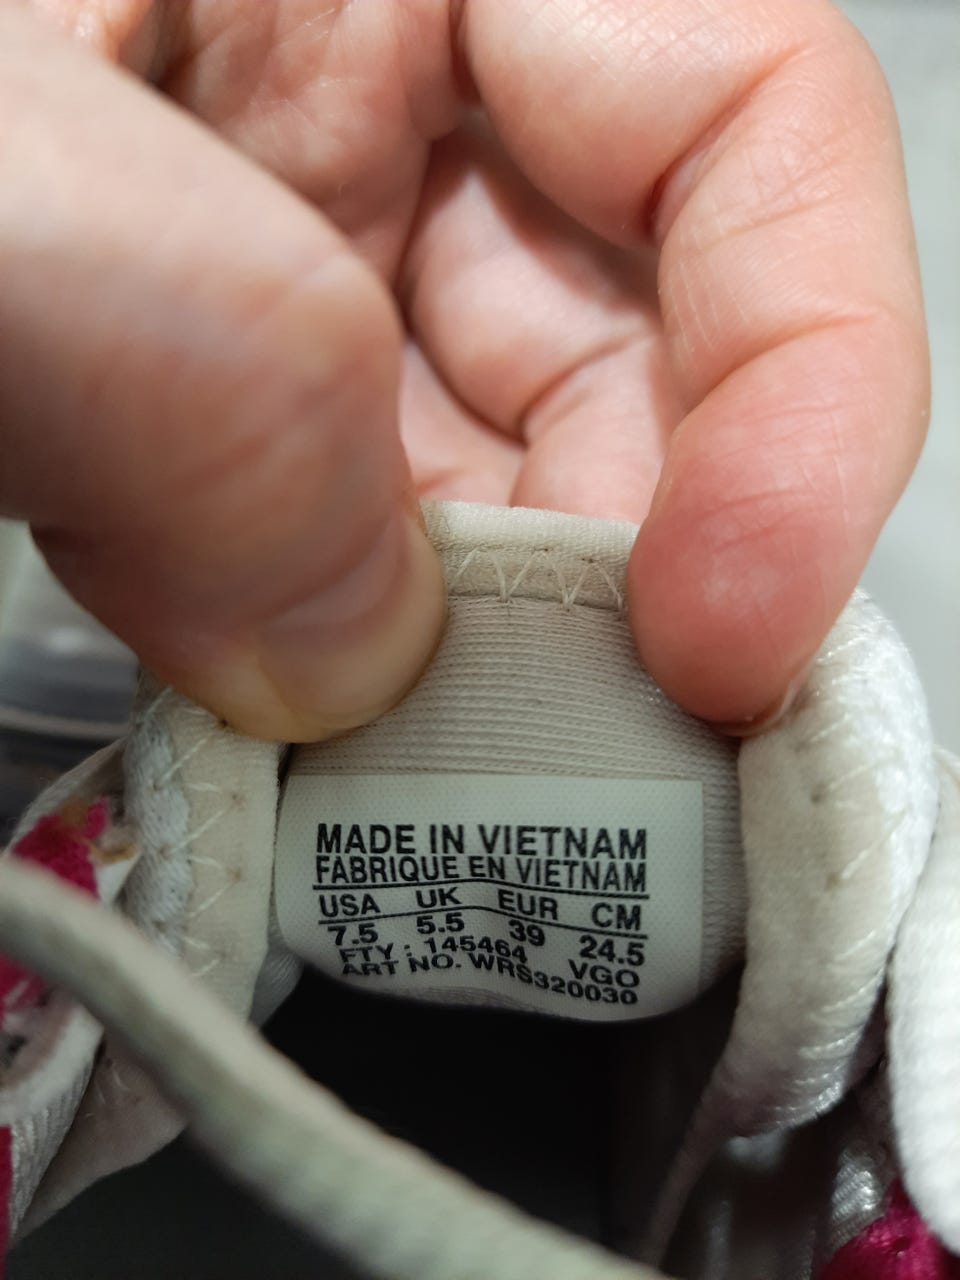 MADE IN VIETNAM
FABRIQUE EN VIETNAM
USA UK EUR CM
7.5 5.5 39 24.5
FTY : 145464 VGO
ART NO. WRS320030